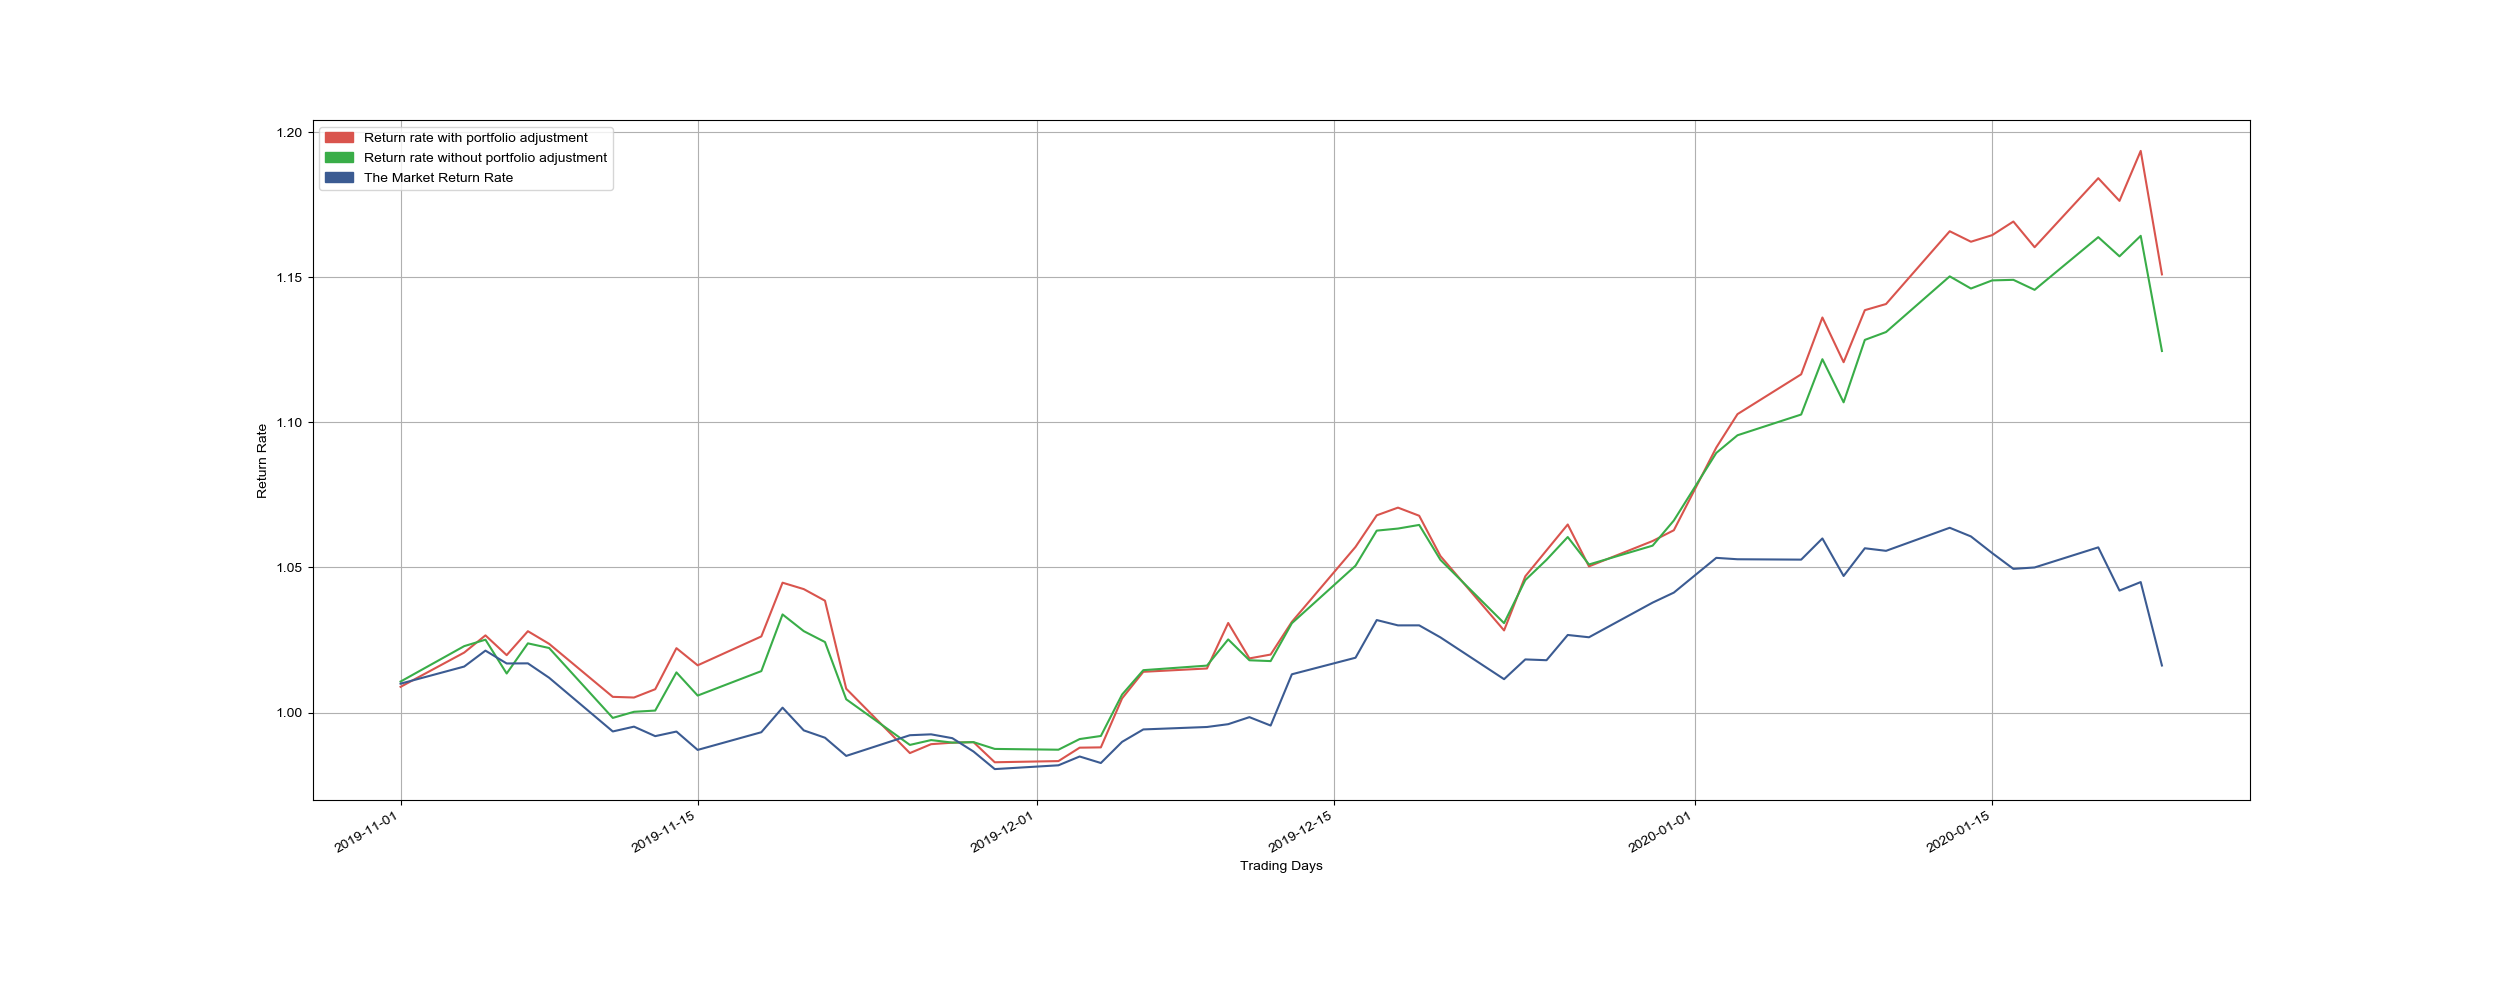 Return rate with portfolio adjustment
Return rate without portfolio adjustment
The Market Return Rate
1.20
1.15
1.10
1.05
1.00
Return Rate
2019-11-01
2019-11-15
2019-12-01
2019-12-15
2020-01-01
2020-01-15
Trading Days